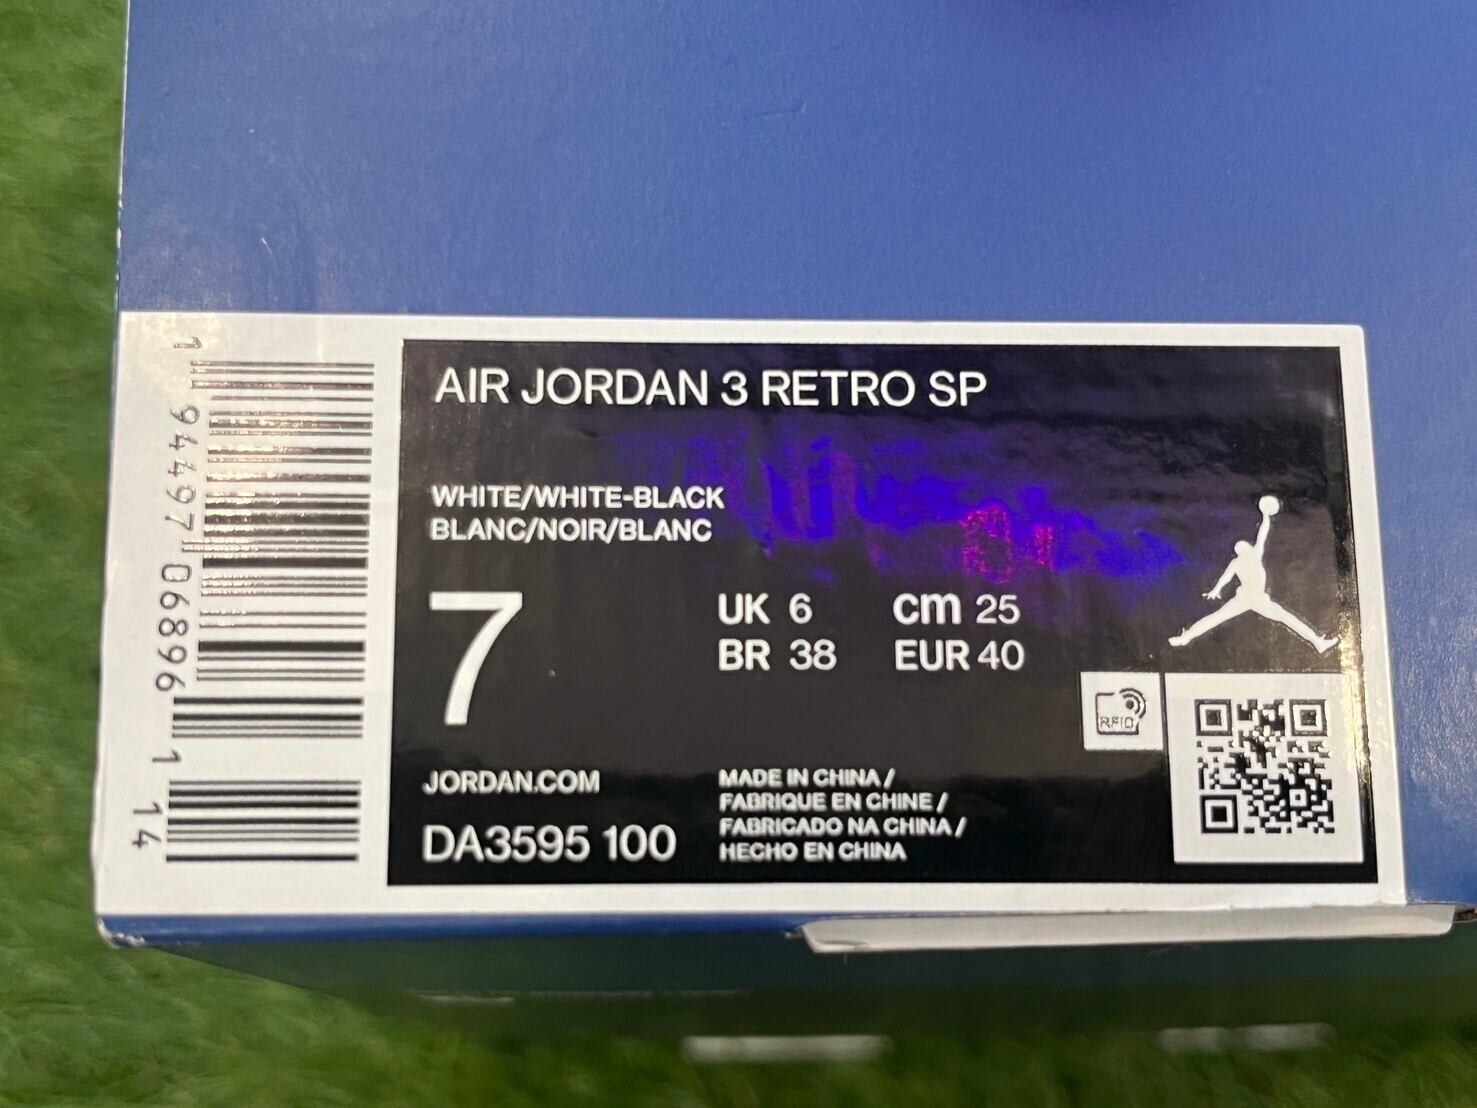 AIR JORDAN 3 RETRO SP
WHITE/WHITE-BLACK
BLANC/NOIR/BLANC
7
UK 6 cm 25
BR 38 EUR 40
RFID
JORDAN.COM
DA3595 100
MADE IN CHINA /
FABRIQUE EN CHINE /
FABRICADO NA CHINA /
HECHO EN CHINA
1 94497 06896 1 14